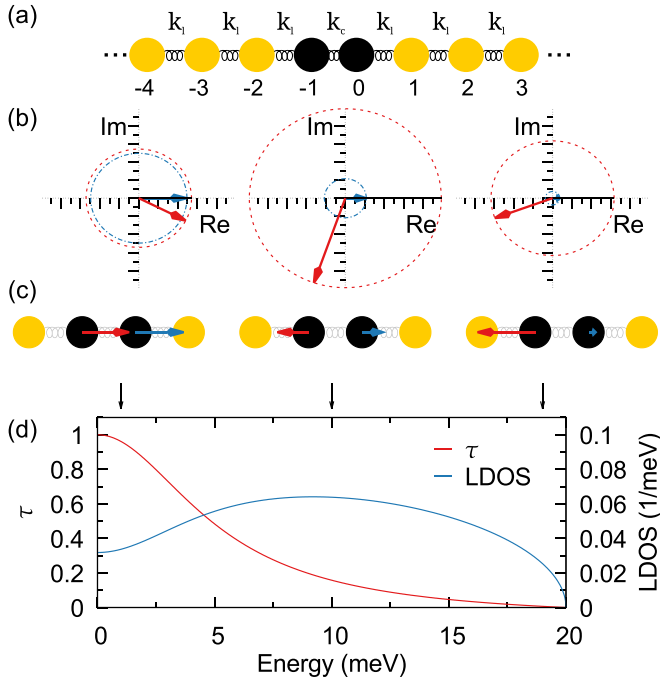 (a) k_l k_l k_l k_c k_l k_l k_l
... ...
-4 -3 -2 -1 0 1 2 3
(b) Im Im Im
Re Re Re
(c)
(d)
1 0.8 0.6 0.4 0.2 0
τ
τ
LDOS
0.1 0.08 0.06 0.04 0.02 0
LDOS (1/meV)
0 5 10 15 20
Energy (meV)